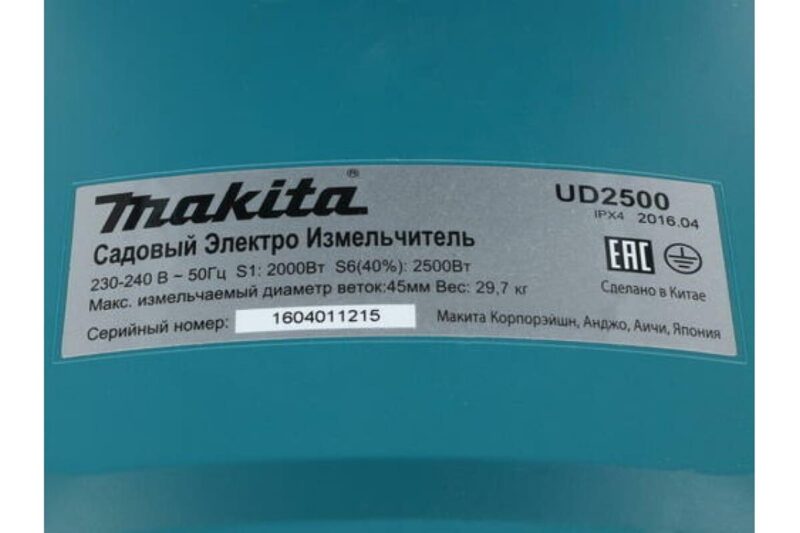 makita®
UD2500
IPX4 2016.04
Садовый Электро Измельчитель
230-240 В ~ 50Гц S1: 2000Вт S6(40%): 2500Вт
Макс. измельчаемый диаметр веток:45мм Вес: 29,7 кг
EAC
Сделано в Китае
Серийный номер: 1604011215
Макита Корпорэйшн, Анджо, Аичи, Япония